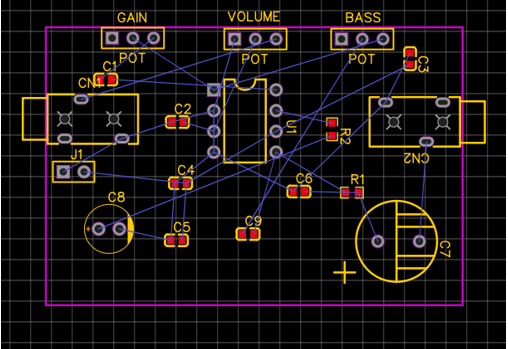 GAIN VOLUME BASS
POT POT POT
C1 C3
CN1
C2 U1 R2
CN2
J1
C4 C6 R1
C8
C5 C9 C7
+
+